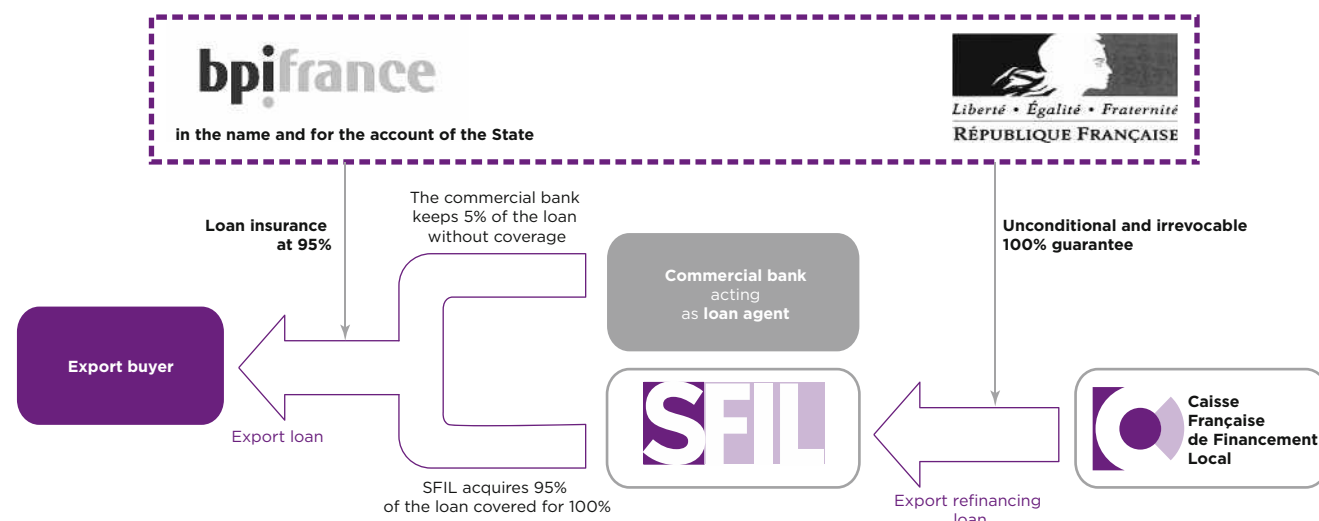 bpifrance
in the name and for the account of the State
Liberté • Égalité • Fraternité
RÉPUBLIQUE FRANÇAISE
Loan insurance
at 95%
The commercial bank
keeps 5% of the loan
without coverage
Unconditional and irrevocable
100% guarantee
Commercial bank
acting
as loan agent
Export buyer
Export loan
SFIL
SFIL acquires 95%
of the loan covered for 100%
Caisse
Française
de Financement
Local
Export refinancing
loan